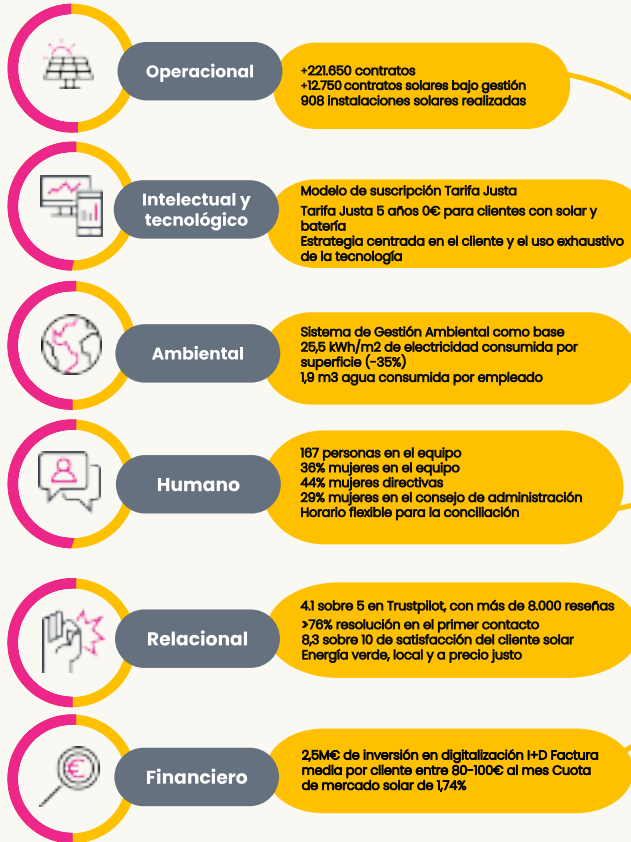 Operacional
+221.650 contratos
+12.750 contratos solares bajo gestión
908 instalaciones solares realizadas
Intelectual y
tecnológico
Modelo de suscripción Tarifa Justa
Tarifa Justa 5 años 0€ para clientes con solar y
batería
Estrategia centrada en el cliente y el uso exhaustivo
de la tecnología
Ambiental
Sistema de Gestión Ambiental como base
25,5 kWh/m2 de electricidad consumida por
superficie (-35%)
1,9 m3 agua consumida por empleado
Humano
167 personas en el equipo
36% mujeres en el equipo
44% mujeres directivas
29% mujeres en el consejo de administración
Horario flexible para la conciliación
Relacional
4.1 sobre 5 en Trustpilot, con más de 8.000 reseñas
>76% resolución en el primer contacto
8,3 sobre 10 de satisfacción del cliente solar
Energía verde, local y a precio justo
€
Financiero
2,5M€ de inversión en digitalización I+D Factura
media por cliente entre 80-100€ al mes Cuota
de mercado solar de 1,74%